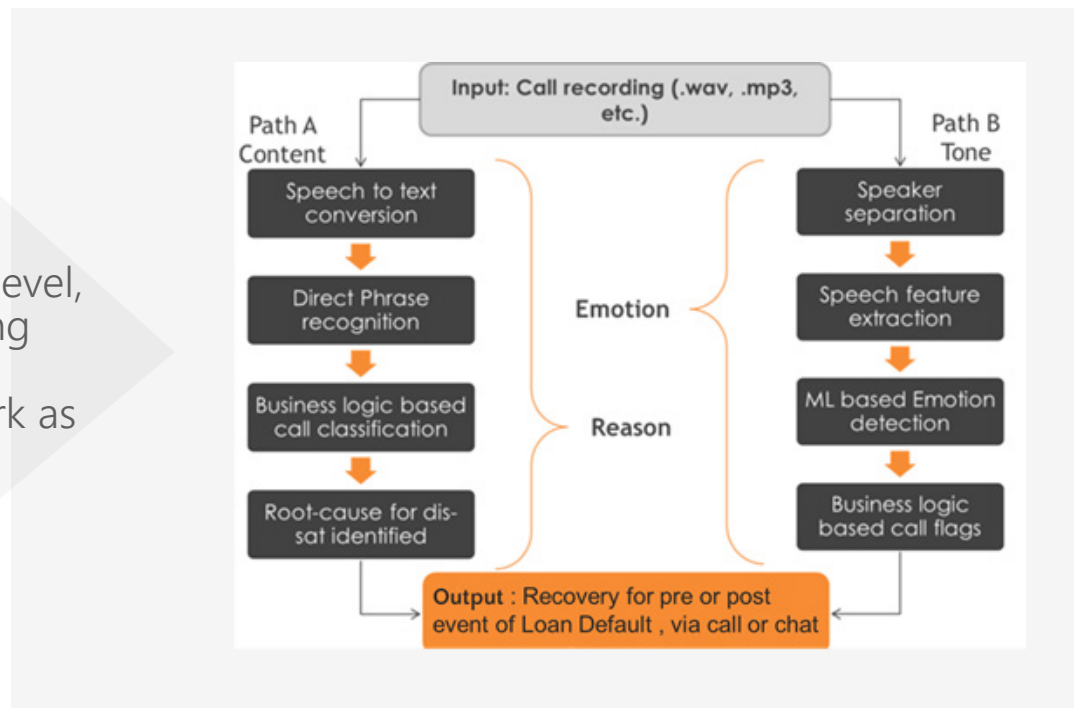 evel,
ng
rk as
Input: Call recording (.wav, .mp3,
etc.)
Path A
Content
Speech to text
conversion
Direct Phrase
recognition
Business logic based
call classification
Root-cause for dis-
sat identified
Emotion
Reason
Path B
Tone
Speaker
separation
Speech feature
extraction
ML based Emotion
detection
Business logic
based call flags
Output : Recovery for pre or post
event of Loan Default , via call or chat